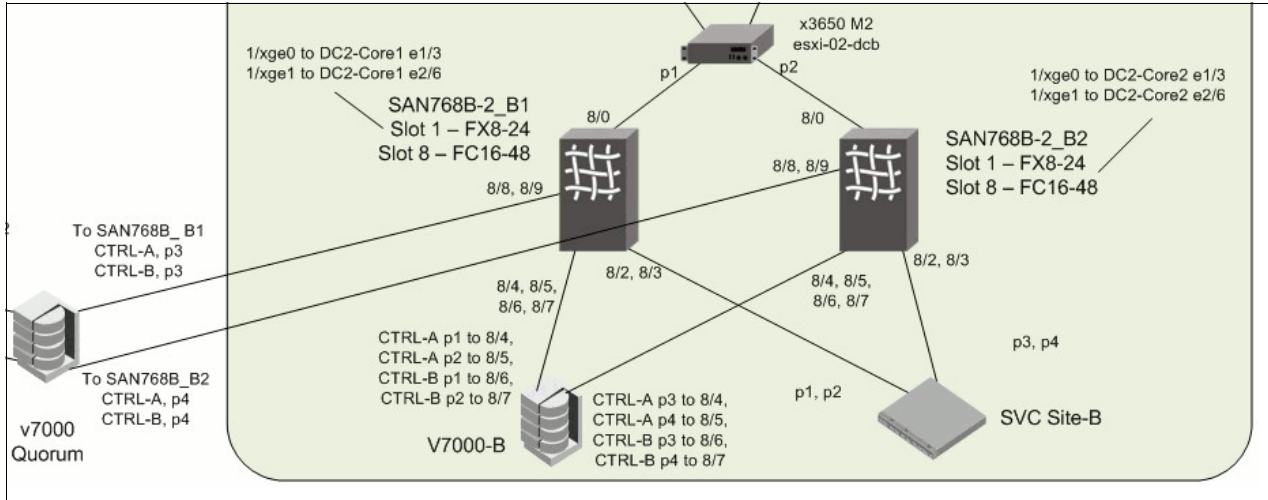 x3650 M2
esxi-02-dcb
1/xge0 to DC2-Core1 e1/3
1/xge1 to DC2-Core1 e2/6
p1
p2
1/xge0 to DC2-Core2 e1/3
1/xge1 to DC2-Core2 e2/6
SAN768B-2_B1
Slot 1 – FX8-24
Slot 8 – FC16-48
8/0
8/0
SAN768B-2_B2
Slot 1 – FX8-24
Slot 8 – FC16-48
8/8, 8/9
8/8, 8/9
To SAN768B_ B1
CTRL-A, p3
CTRL-B, p3
8/2, 8/3
8/2, 8/3
8/4, 8/5,
8/6, 8/7
8/4, 8/5,
8/6, 8/7
CTRL-A p1 to 8/4,
CTRL-A p2 to 8/5,
CTRL-B p1 to 8/6,
CTRL-B p2 to 8/7
p3, p4
To SAN768B_B2
CTRL-A, p4
CTRL-B, p4
p1, p2
CTRL-A p3 to 8/4,
CTRL-A p4 to 8/5,
CTRL-B p3 to 8/6,
CTRL-B p4 to 8/7
v7000
Quorum
V7000-B
SVC Site-B